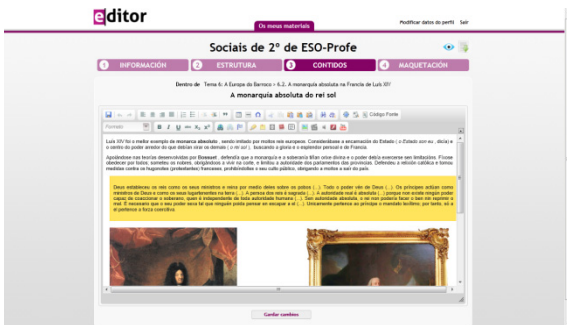 editor
Os meus materiais
Modificar datos do perfil Sair
Sociais de 2º de ESO-Profe
1 INFORMACIÓN 2 ESTRUTURA 3 CONTIDOS 4 MAQUETACIÓN
Dentro de Tema 6: A Europa do Barroco > 6.2. A monarquía absoluta na Francia de Luis XIV
A monarquía absoluta do rei sol
Código Fonte
Formato
Luis XIV foi o mellor exemplo de monarca absoluto , sendo imitado por moitos reis europeos. Considerábase a encarnación do Estado ( o Estado son eu , dicía) e
o centro do poder arredor do que debían virar os demais ( o rei sol ) , buscando a gloria e o esplendor persoal e de Francia.
Apoiándose nas teorías desenvolvidas por Bossuet , defendía que a monarquía e a soberanía tiñan orixe divina e o poder debía exercerse sen limitacións. Fíxose
obedecer por todos, someteu os nobres, obrigándoos a vivir na corte, e limitou a autoridade dos parlamentos das provincias. Defendeu a relixión católica e tomou
medidas contra os hugonotes (protestantes) franceses, prohibíndolles o seu culto público, obrigando a moitos a saír do país.
Deus estableceu os reis como os seus ministros e reina por medio deles sobre os pobos (...). Todo o poder vén de Deus (...). Os príncipes actúan como
ministros de Deus e como os seus lugartenentes na terra (...). A persoa dos reis é sagrada (...). A autoridade real é absoluta (...) porque non existe ningún poder
capaz de coaccionar o soberano, quen é independente de toda autoridade humana (...). Sen autoridade absoluta, o rei non podería facer o ben nin reprimir o
mal. É necesario que o seu poder sexa tal que ninguén poida pensar en escapar a el (...) Unicamente pertence ao príncipe o mandato lexítimo; por tanto, só a
el pertence a forza coercitiva.
Gardar cambios